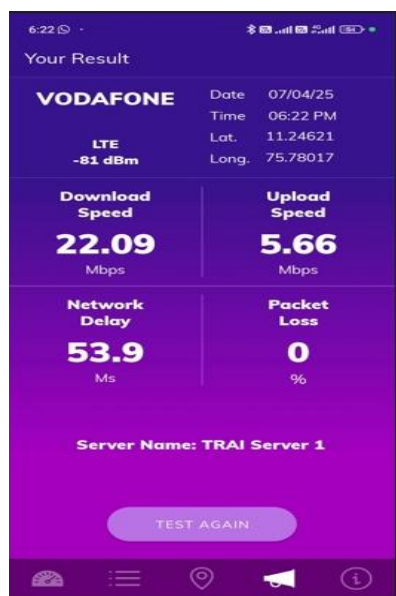 6:22
Your Result
VODAFONE
LTE
-81 dBm
Date 07/04/25
Time 06:22 PM
Lat. 11.24621
Long. 75.78017
Download
Speed
22.09
Mbps
Upload
Speed
5.66
Mbps
Network
Delay
53.9
Ms
Packet
Loss
0
%
Server Name: TRAI Server 1
TEST AGAIN